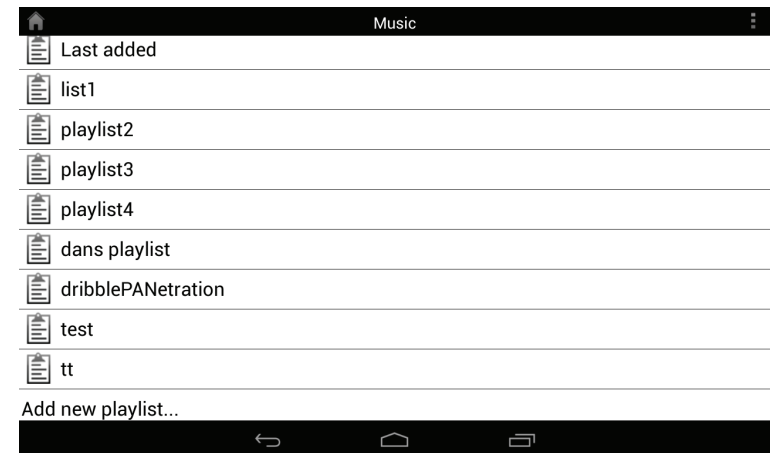 Music
Last added
list1
playlist2
playlist3
playlist4
dans playlist
dribblePANetration
test
tt
Add new playlist...